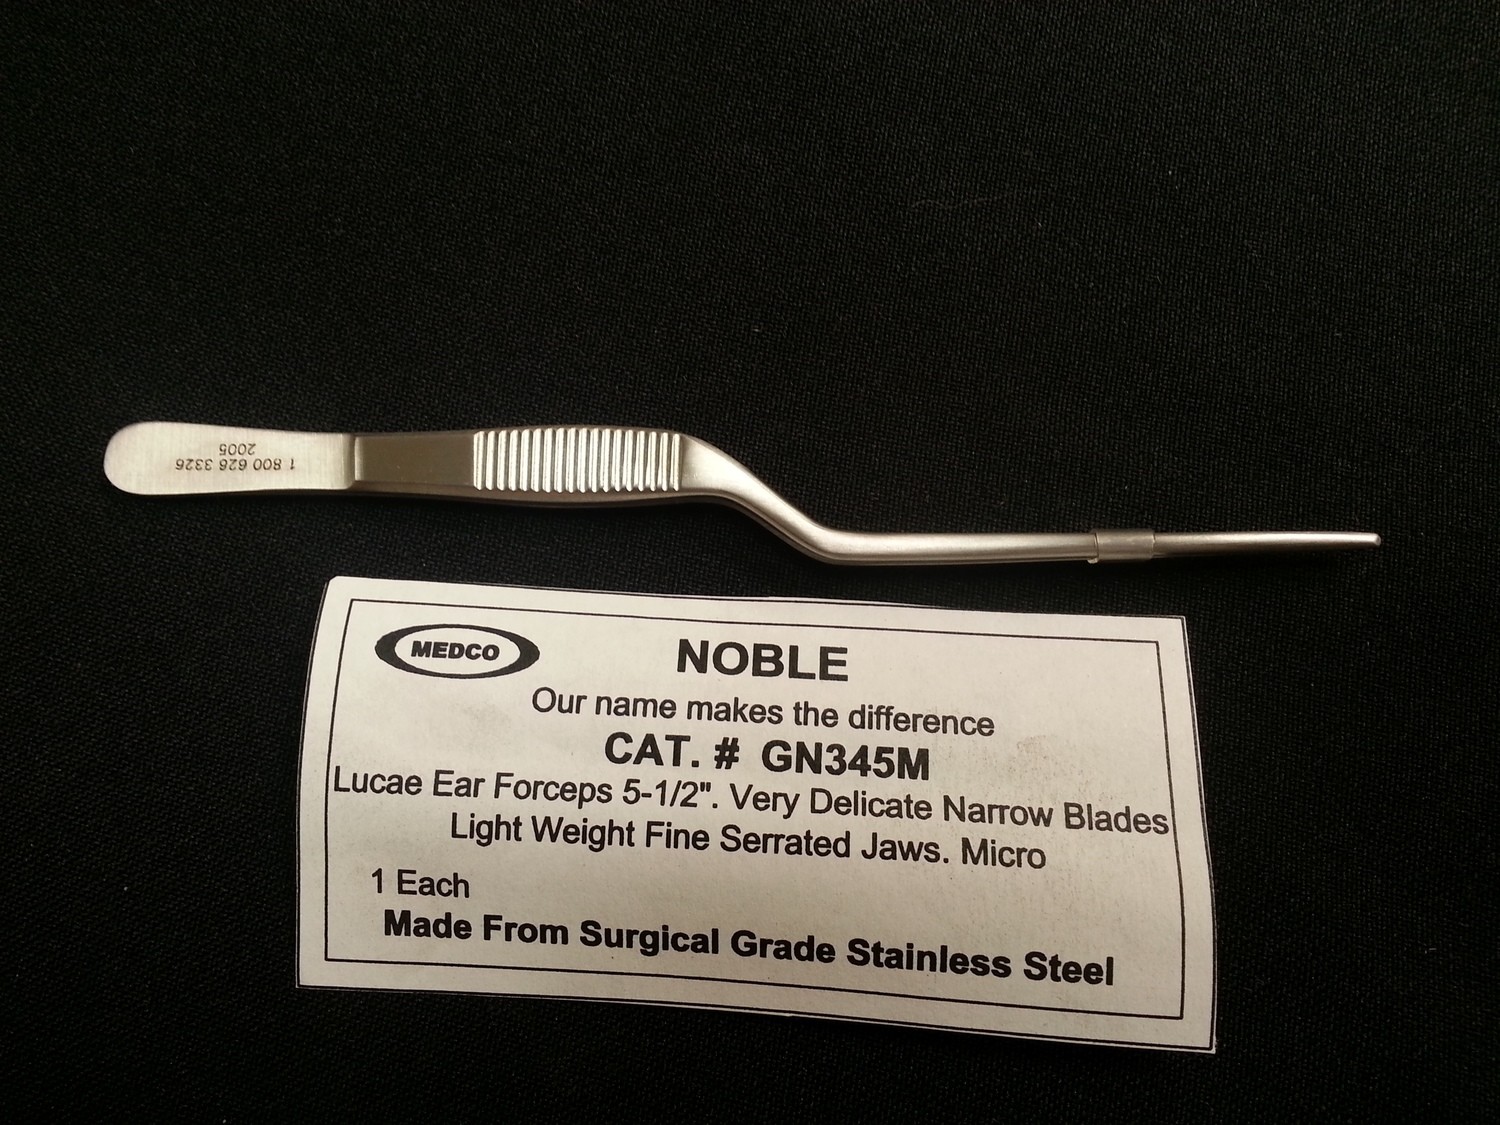 1 800 626 3326
2005
MEDCO
NOBLE
Our name makes the difference
CAT. # GN345M
Lucae Ear Forceps 5-1/2". Very Delicate Narrow Blades
Light Weight Fine Serrated Jaws. Micro
1 Each
Made From Surgical Grade Stainless Steel